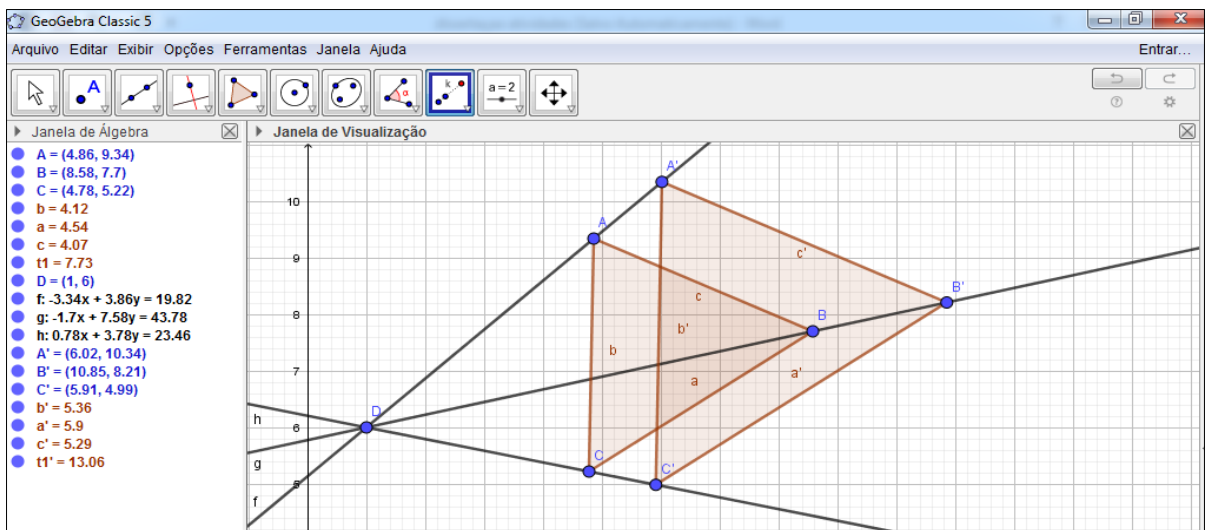 GeoGebra Classic 5
Arquivo Editar Exibir Opções Ferramentas Janela Ajuda
Entrar...
A
α
k
a = 2
Janela de Álgebra
Janela de Visualização
A = (4.86, 9.34)
B = (8.58, 7.7)
C = (4.78, 5.22)
b = 4.12
a = 4.54
c = 4.07
t1 = 7.73
D = (1, 6)
f: -3.34x + 3.86y = 19.82
g: -1.7x + 7.58y = 43.78
h: 0.78x + 3.78y = 23.46
A' = (6.02, 10.34)
B' = (10.85, 8.21)
C' = (5.91, 4.99)
b' = 5.36
a' = 5.9
c' = 5.29
t1' = 13.06
A'
10
A
9
c'
B'
c
8
B
b'
b
7
a'
a
D
h
6
g
C
C'
5
f